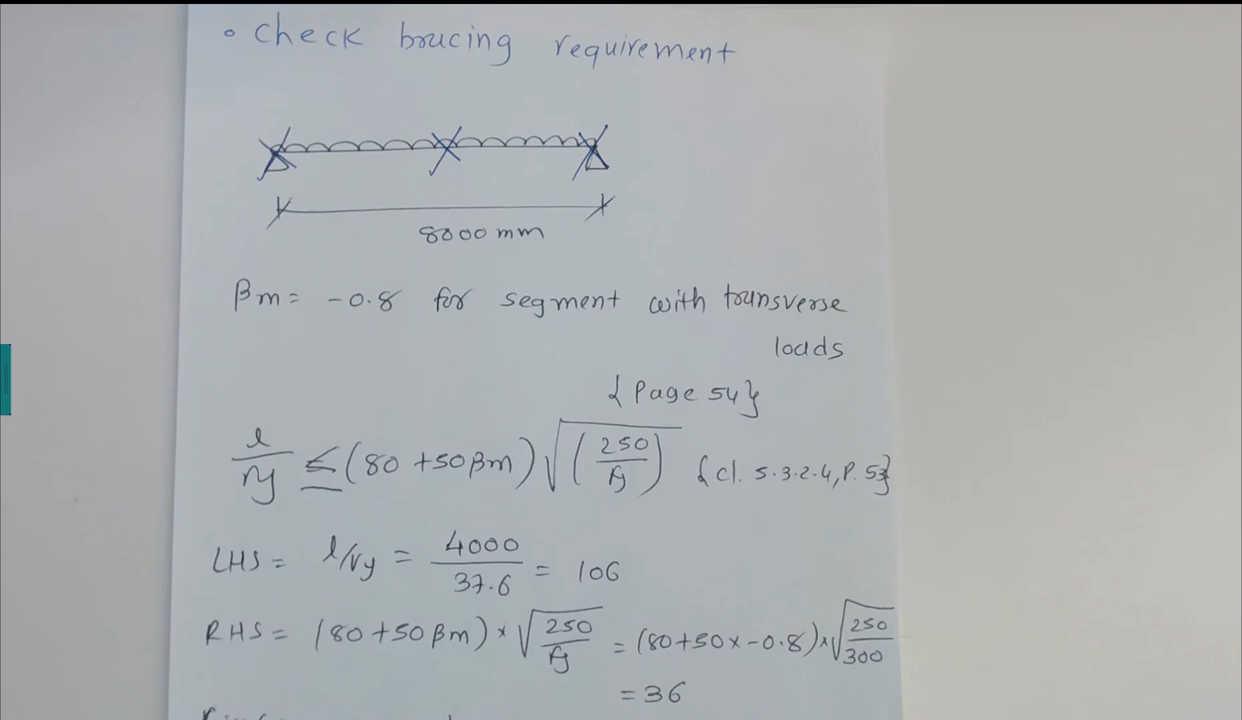 • Check bracing requirement
8000 mm
βm = -0.8 for segment with transverse
loads
{Page 54}
l/ry ≤ (80 + 50βm) √(250/fy) {cl. 5.3.2.4, P. 53}
LHS = l/ry = 4000/37.6 = 106
RHS = (80 + 50 βm) × √250/fy = (80 + 50 x -0.8) × √250/300
= 36